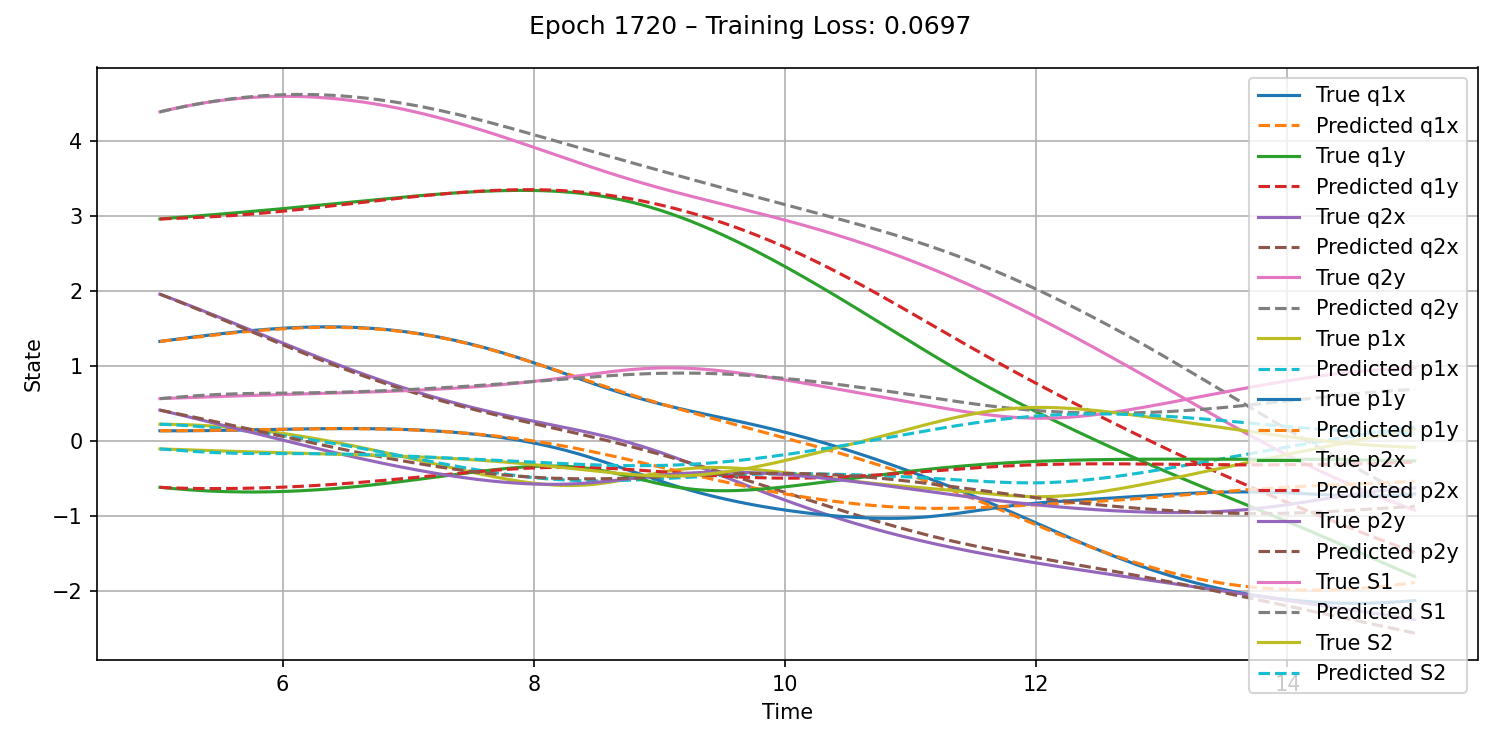 Epoch 1720 – Training Loss: 0.0697
State
4
3
2
1
0
−1
−2
6
8
10
12
14
Time
True q1x
Predicted q1x
True q1y
Predicted q1y
True q2x
Predicted q2x
True q2y
Predicted q2y
True p1x
Predicted p1x
True p1y
Predicted p1y
True p2x
Predicted p2x
True p2y
Predicted p2y
True S1
Predicted S1
True S2
Predicted S2